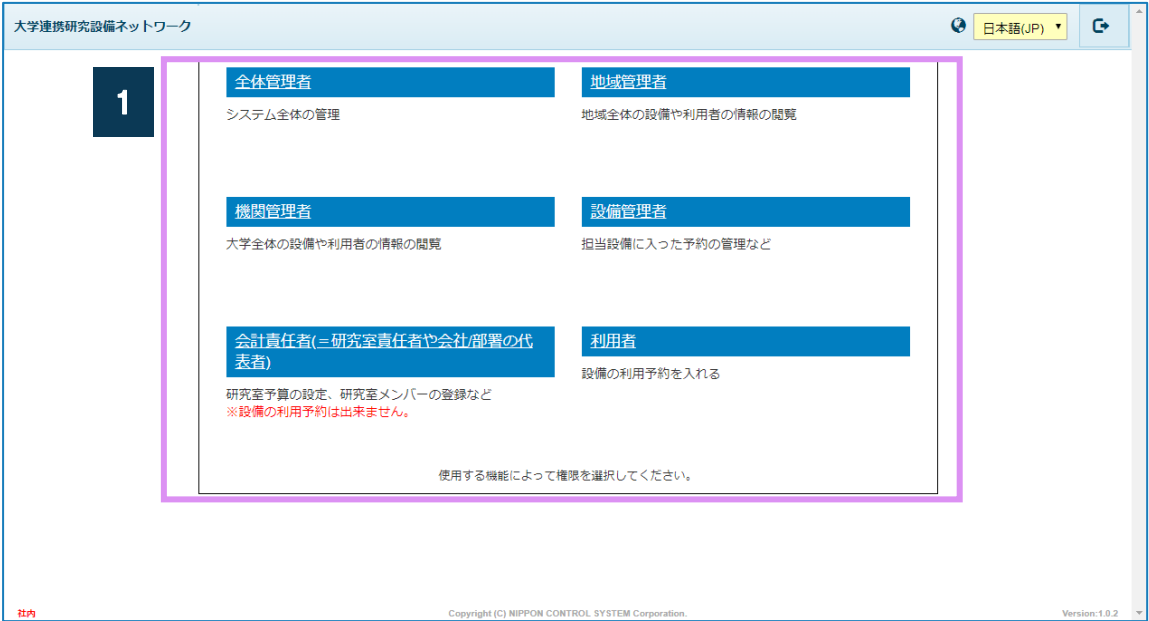 大学連携研究設備ネットワーク
日本語(JP)
1
全体管理者
地域管理者
システム全体の管理
地域全体の設備や利用者の情報の閲覧
機関管理者
設備管理者
大学全体の設備や利用者の情報の閲覧
担当設備に入った予約の管理など
会計責任者(=研究室責任者や会社/部署の代
表者)
利用者
設備の利用予約を入れる
研究室予算の設定、研究室メンバーの登録など
※設備の利用予約は出来ません。
使用する機能によって権限を選択してください。
社内
Copyright (C) NIPPON CONTROL SYSTEM Corporation.
Version:1.0.2